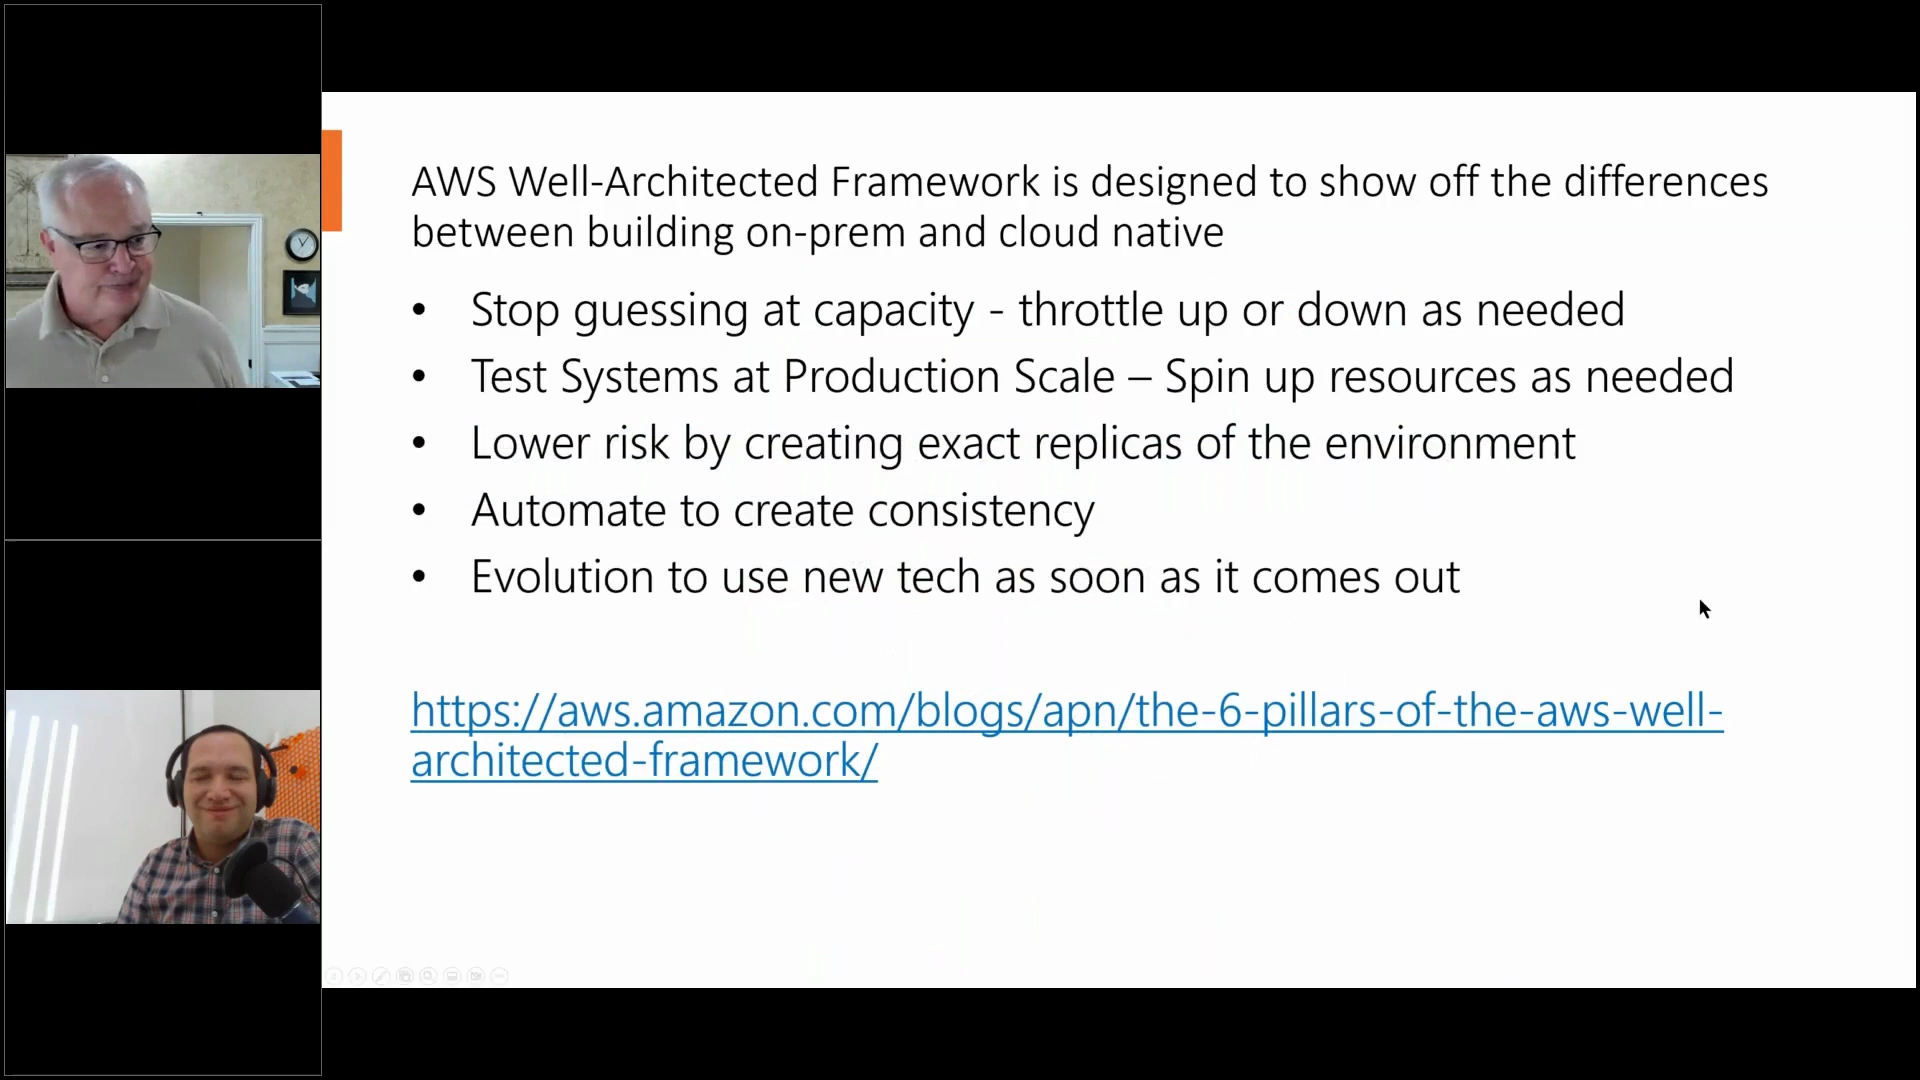 AWS Well-Architected Framework is designed to show off the differences
between building on-prem and cloud native
• Stop guessing at capacity - throttle up or down as needed
• Test Systems at Production Scale – Spin up resources as needed
• Lower risk by creating exact replicas of the environment
• Automate to create consistency
• Evolution to use new tech as soon as it comes out
https://aws.amazon.com/blogs/apn/the-6-pillars-of-the-aws-well-
architected-framework/